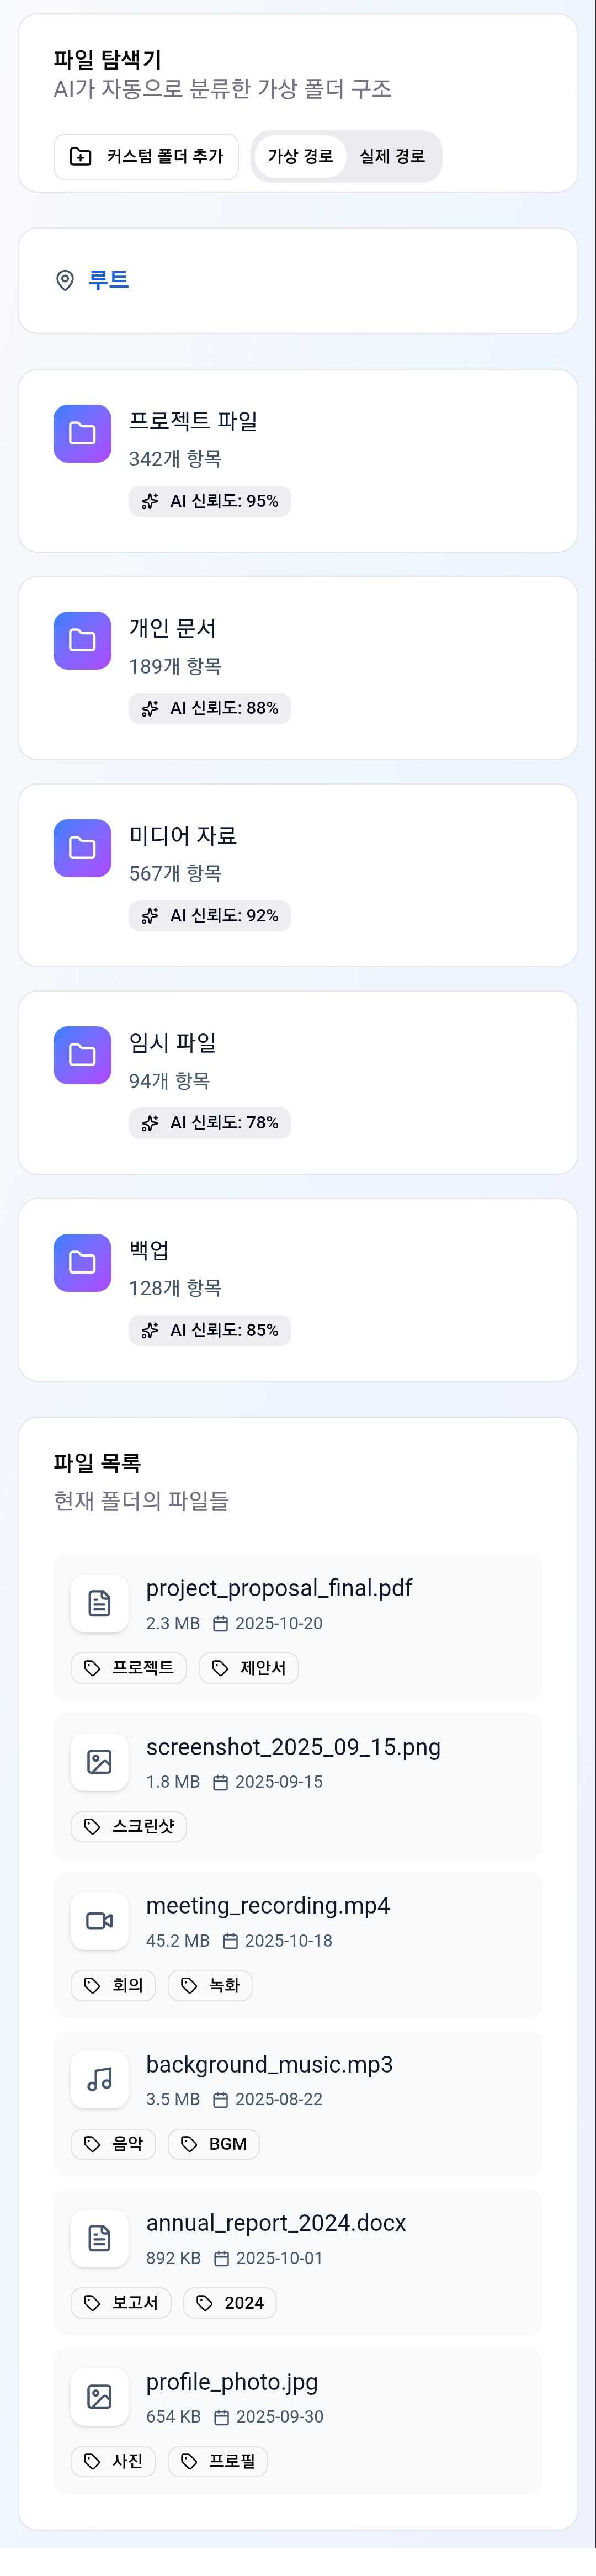 파일 탐색기
AI가 자동으로 분류한 가상 폴더 구조
커스텀 폴더 추가 가상 경로 실제 경로
루트
프로젝트 파일
342개 항목
AI 신뢰도: 95%
개인 문서
189개 항목
AI 신뢰도: 88%
미디어 자료
567개 항목
AI 신뢰도: 92%
임시 파일
94개 항목
AI 신뢰도: 78%
백업
128개 항목
AI 신뢰도: 85%
파일 목록
현재 폴더의 파일들
project_proposal_final.pdf
2.3 MB 2025-10-20
프로젝트 제안서
screenshot_2025_09_15.png
1.8 MB 2025-09-15
스크린샷
meeting_recording.mp4
45.2 MB 2025-10-18
회의 녹화
background_music.mp3
3.5 MB 2025-08-22
음악 BGM
annual_report_2024.docx
892 KB 2025-10-01
보고서 2024
profile_photo.jpg
654 KB 2025-09-30
사진 프로필